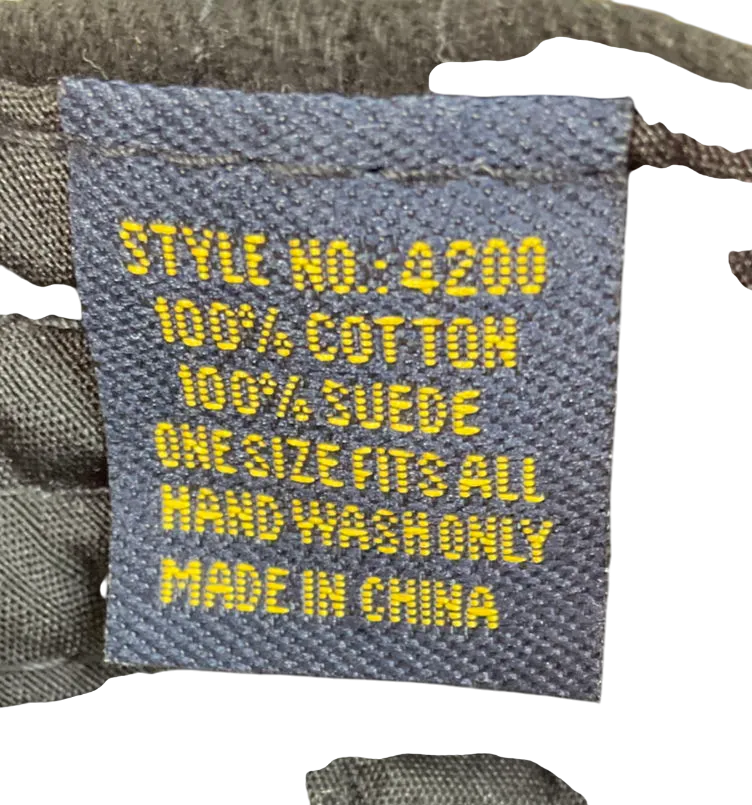 STYLE NO.: 4200
100% COTTON
100% SUEDE
ONE SIZE FITS ALL
HAND WASH ONLY
MADE IN CHINA